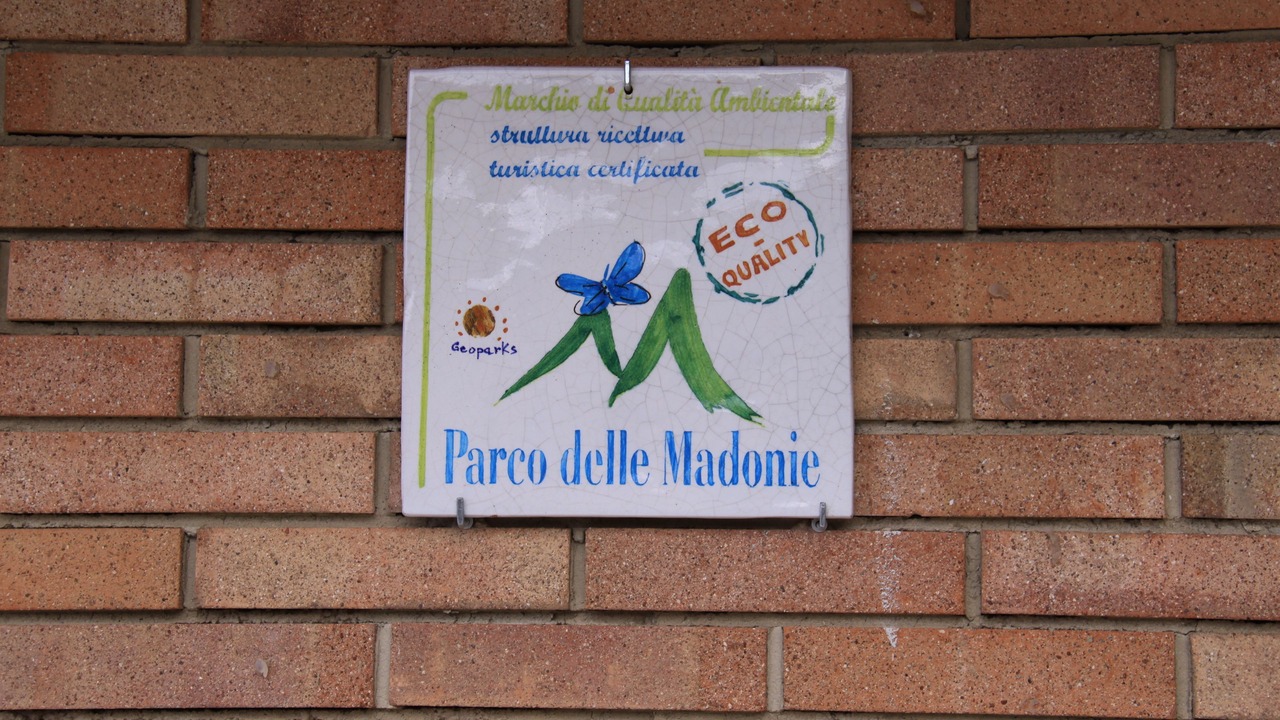 Marchio di Qualità Ambientale
struttura ricettiva
turistica certificata
ECO
-
QUALITY
Geoparks
Parco delle Madonie